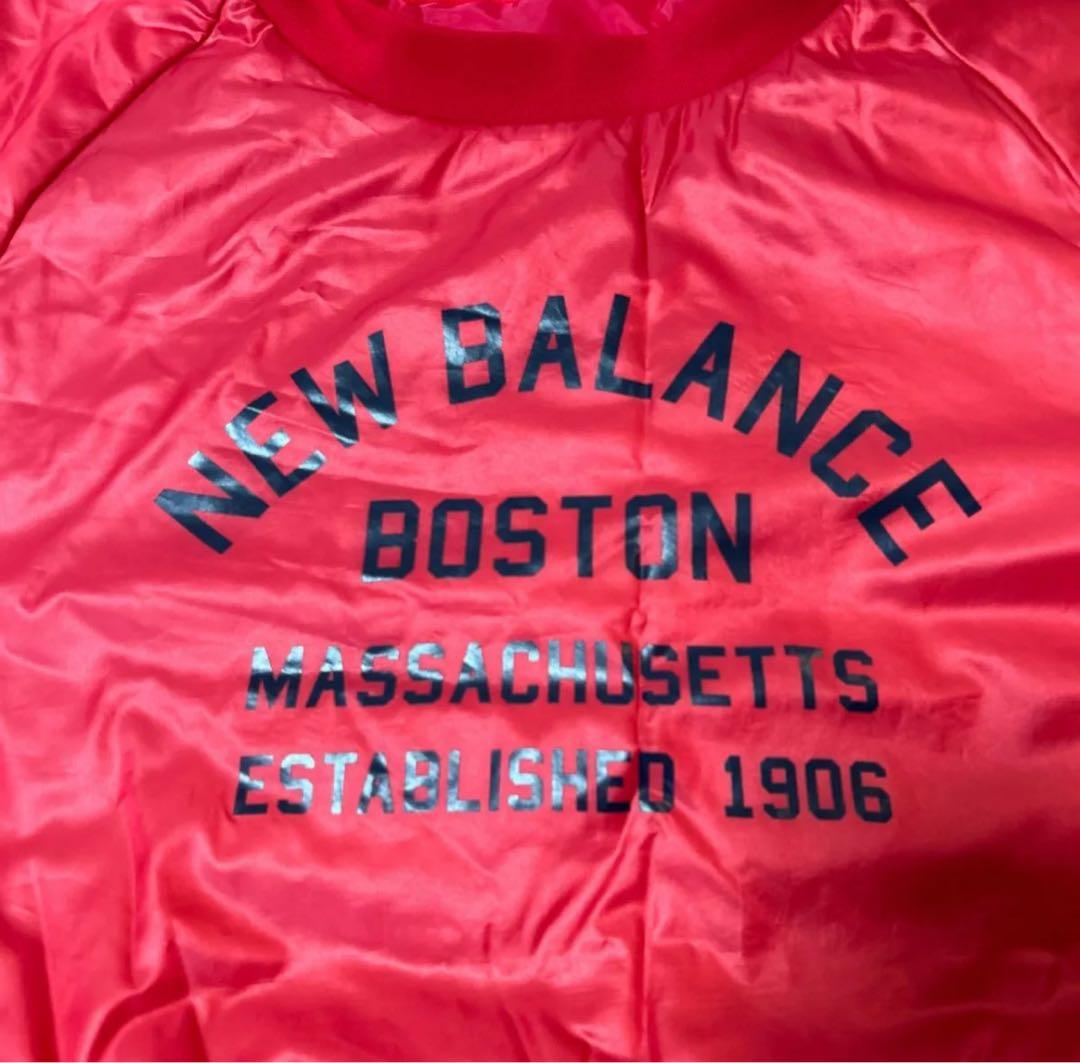 NEW BALANCE
BOSTON
MASSACHUSETTS
ESTABLISHED 1906